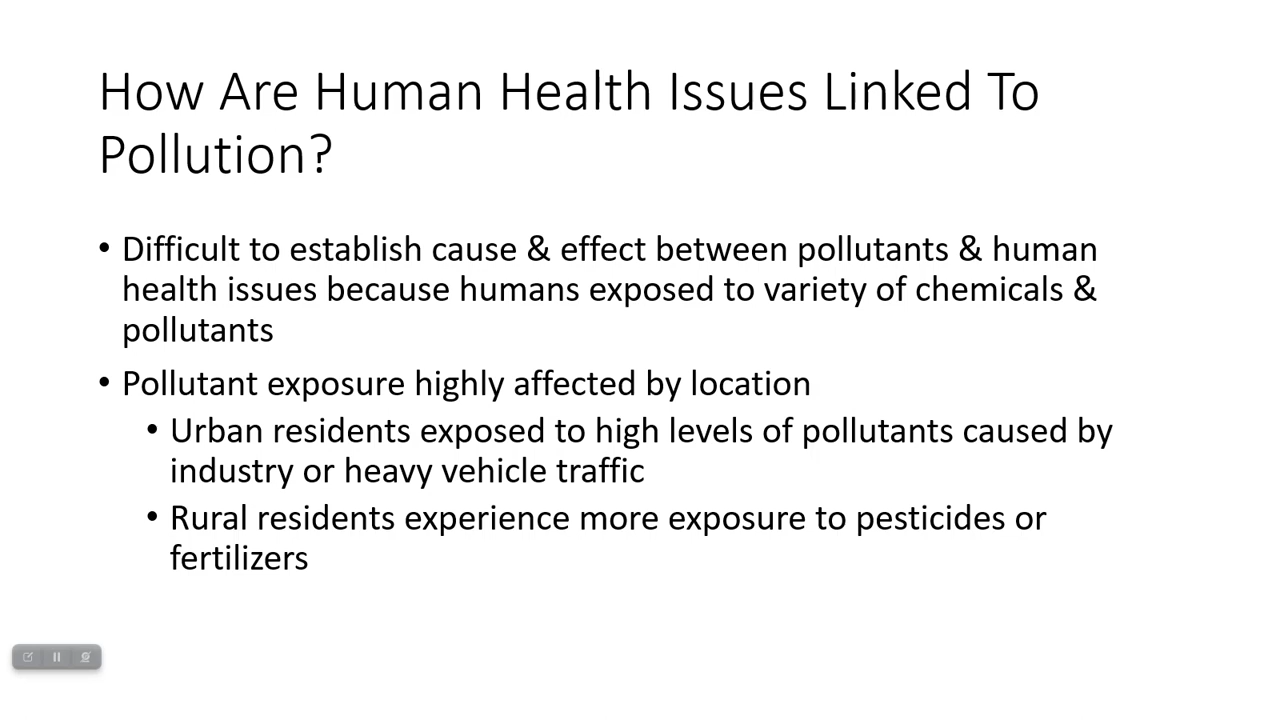 How Are Human Health Issues Linked To
Pollution?
• Difficult to establish cause & effect between pollutants & human
health issues because humans exposed to variety of chemicals &
pollutants
• Pollutant exposure highly affected by location
• Urban residents exposed to high levels of pollutants caused by
industry or heavy vehicle traffic
• Rural residents experience more exposure to pesticides or
fertilizers